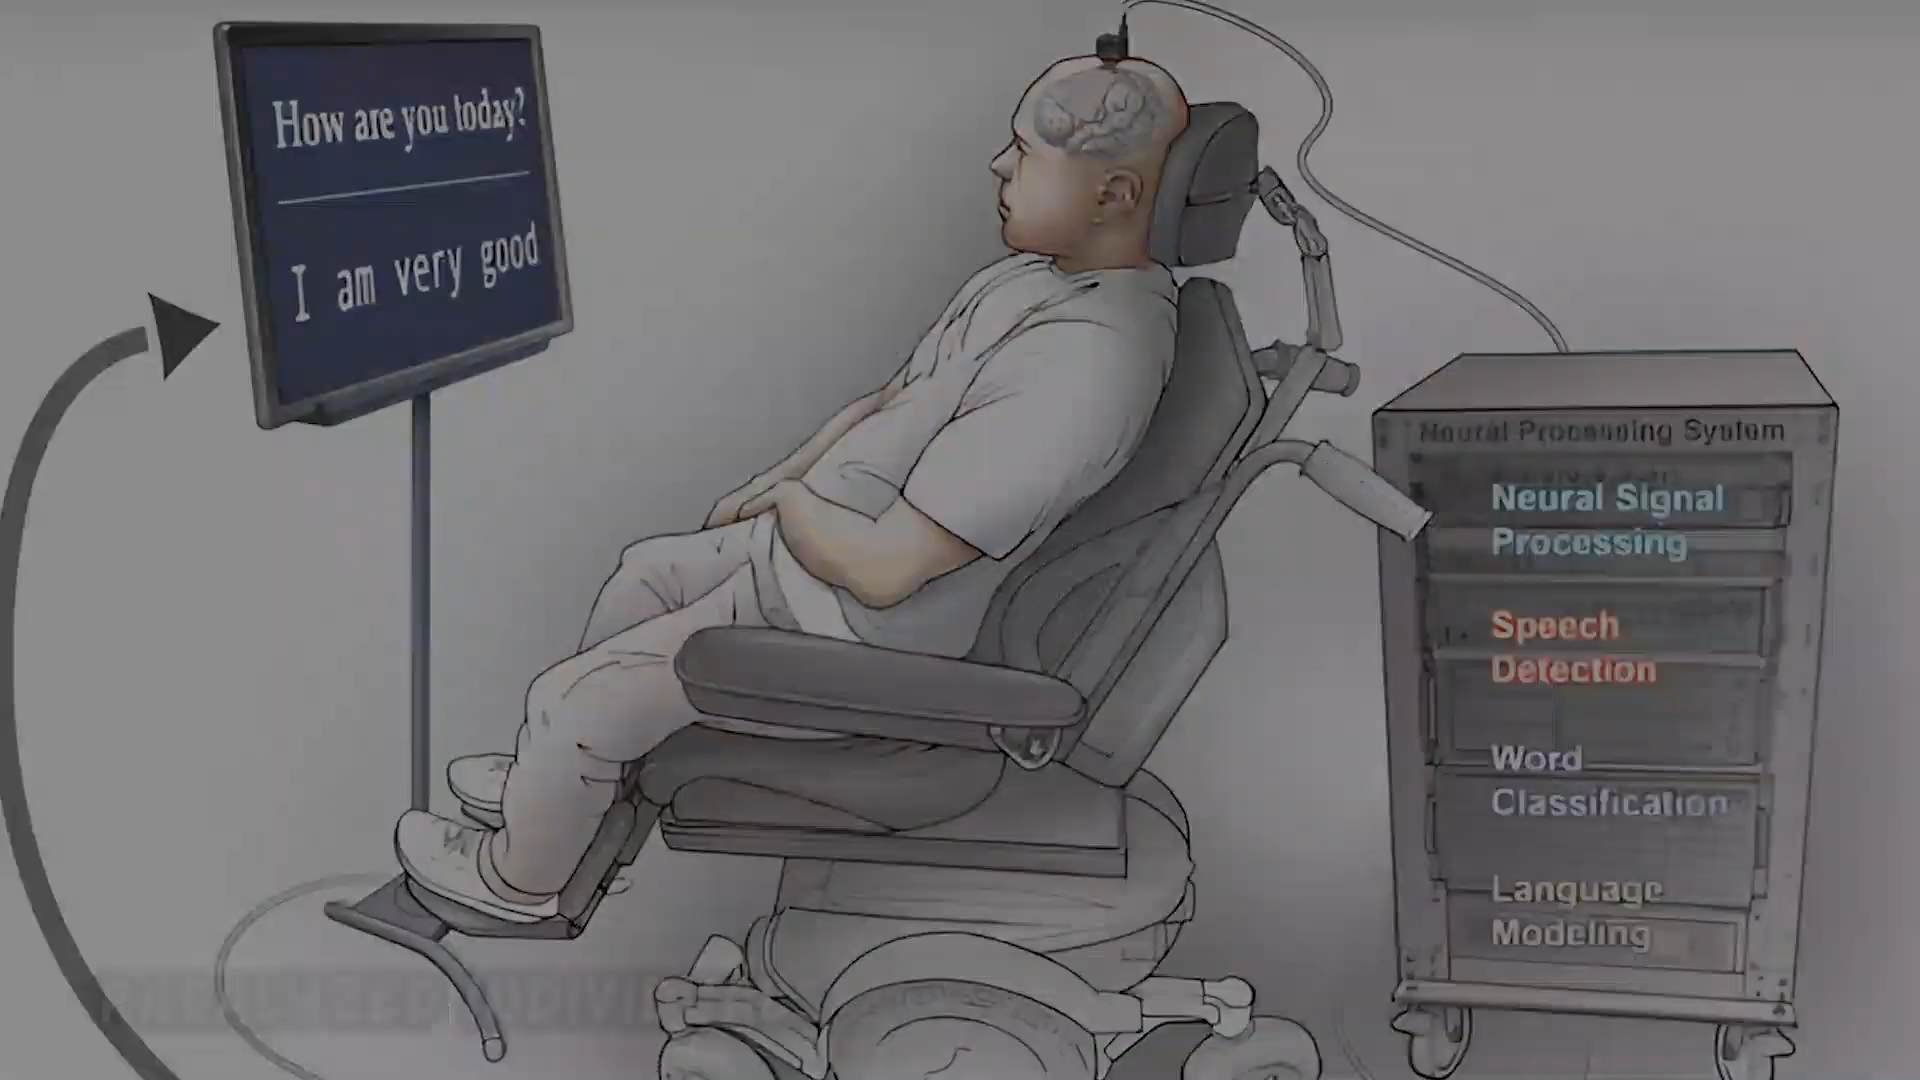 How are you today?
I am very good
Neural Processing System
Neural Signal
Processing
Speech
Detection
Word
Classification
Language
Modeling